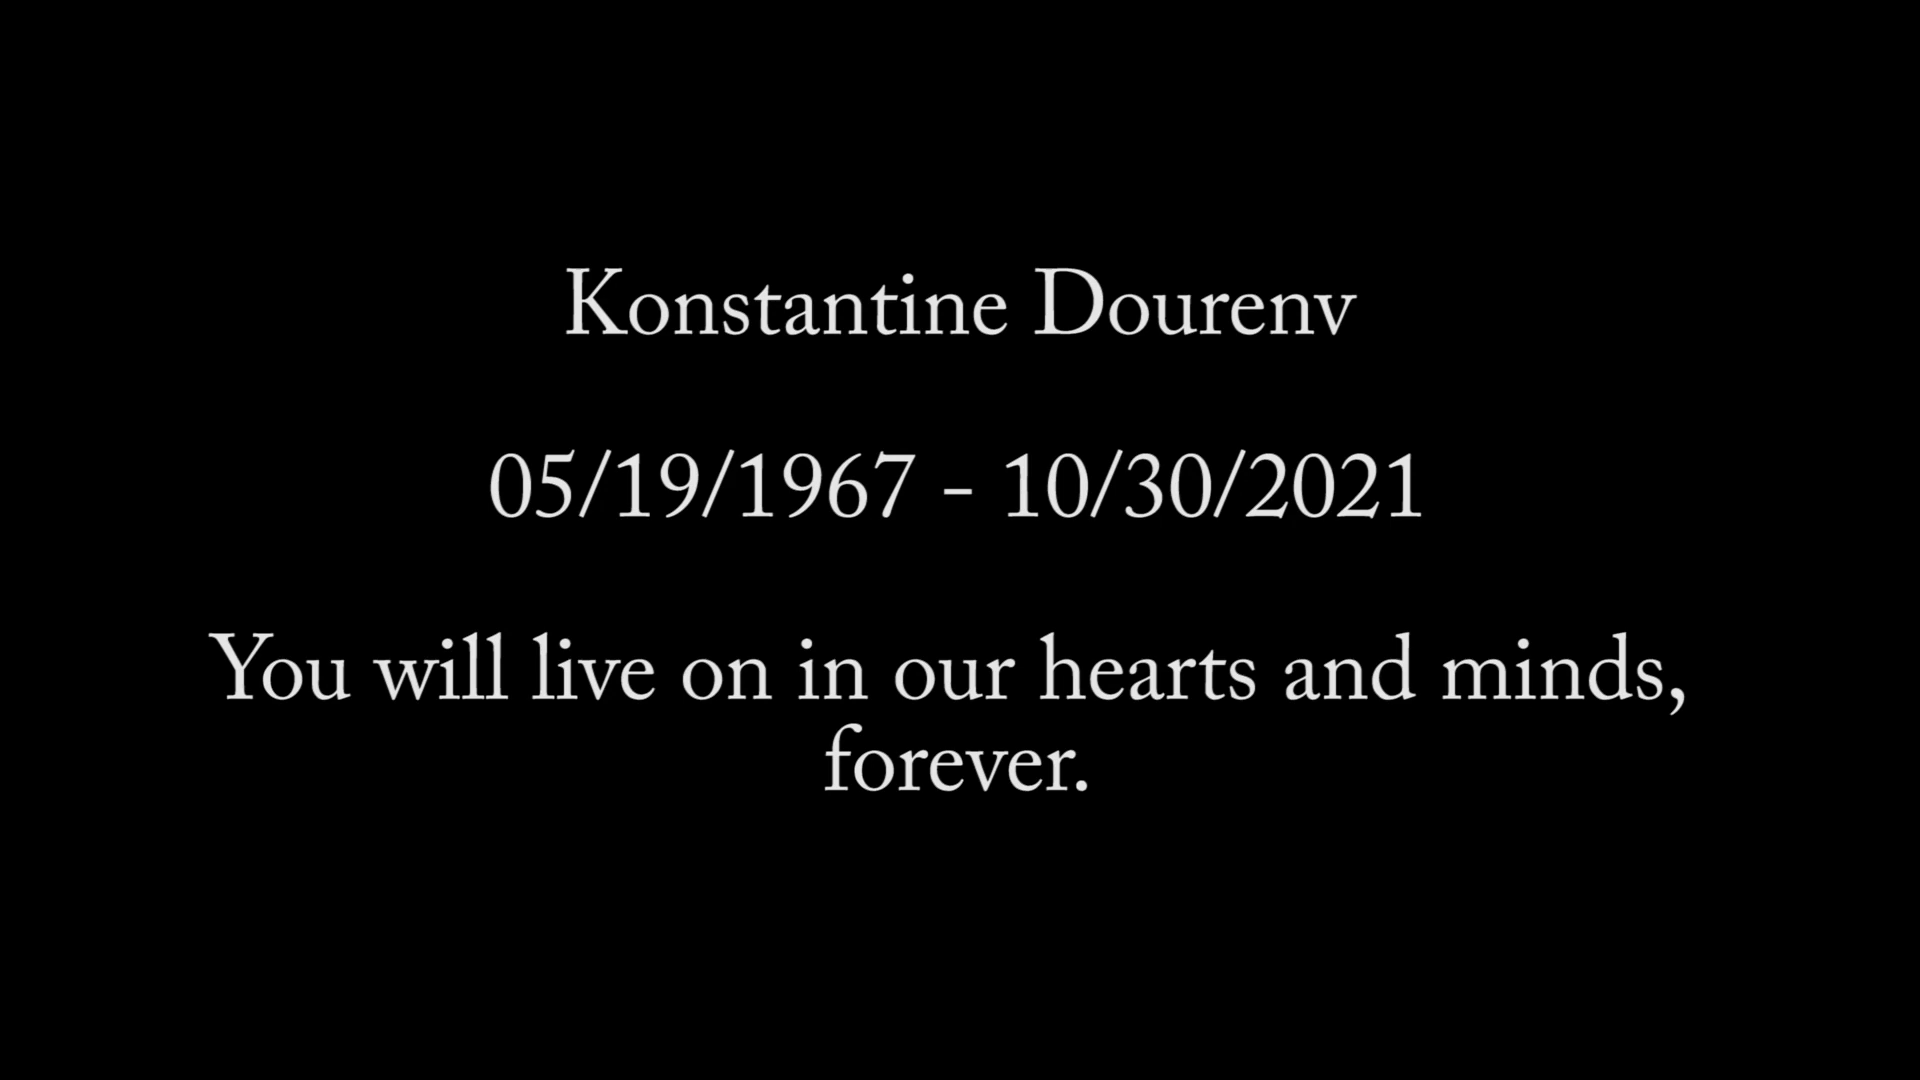 Konstantine Dourenv
05/19/1967 - 10/30/2021
You will live on in our hearts and minds,
forever.